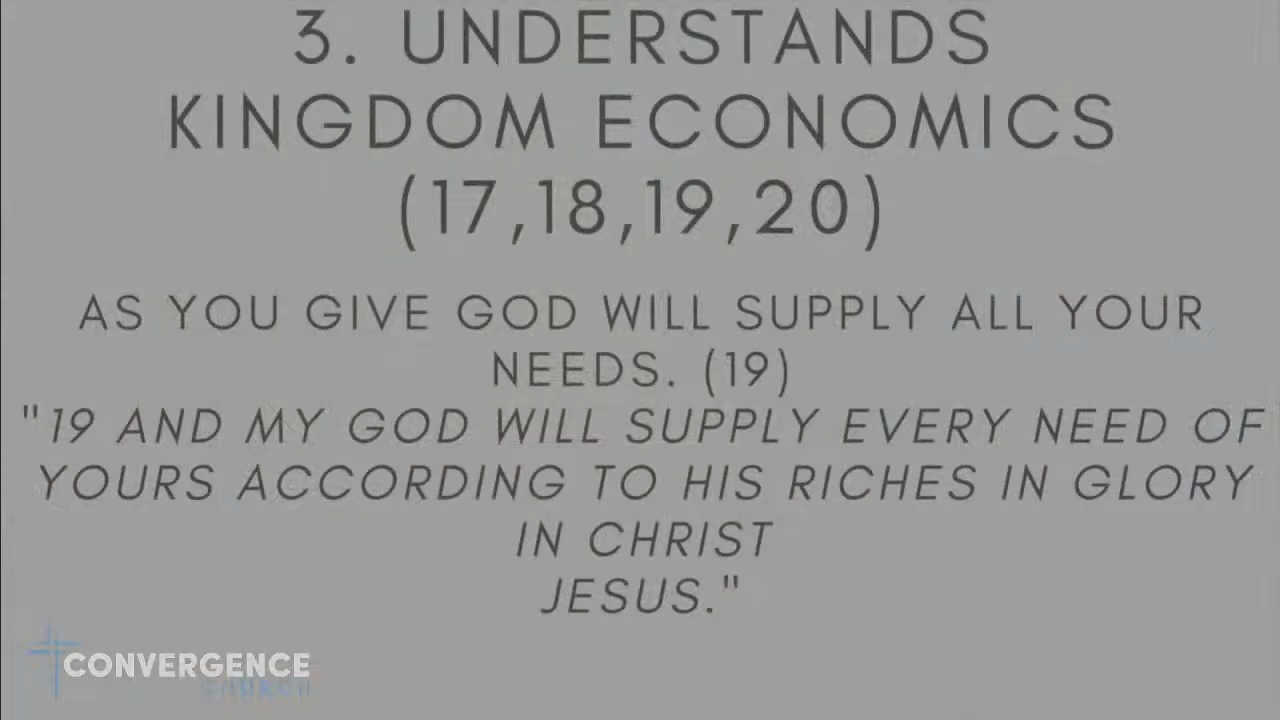 3. UNDERSTANDS
KINGDOM ECONOMICS
(17,18,19,20)
AS YOU GIVE GOD WILL SUPPLY ALL YOUR
NEEDS. (19)
"19 AND MY GOD WILL SUPPLY EVERY NEED OF
YOURS ACCORDING TO HIS RICHES IN GLORY
IN CHRIST
JESUS."
CONVERGENCE
CHURCH